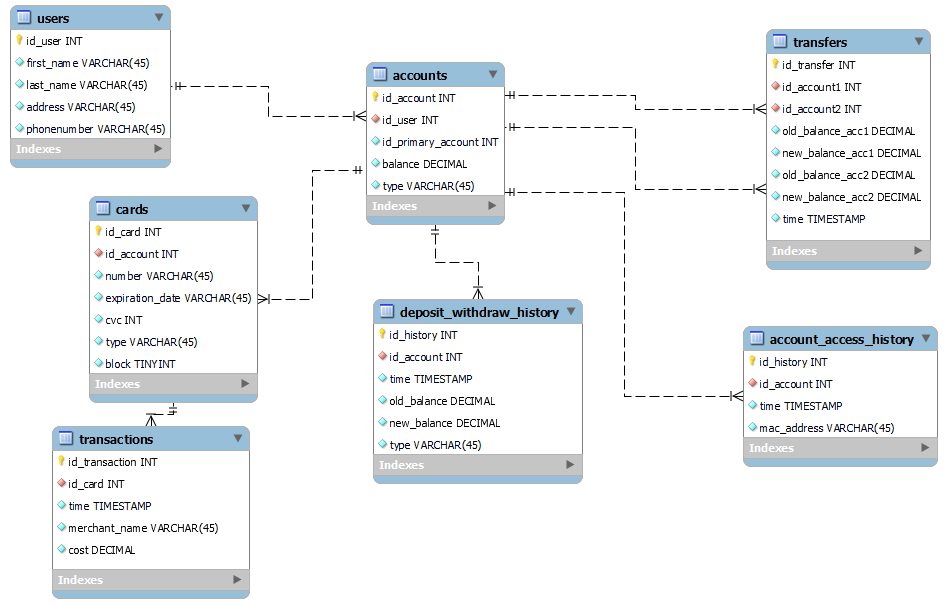 users
id_user INT
first_name VARCHAR(45)
last_name VARCHAR(45)
address VARCHAR(45)
phonenumber VARCHAR(45)
Indexes
accounts
id_account INT
id_user INT
id_primary_account INT
balance DECIMAL
type VARCHAR(45)
Indexes
transfers
id_transfer INT
id_account1 INT
id_account2 INT
old_balance_acc1 DECIMAL
new_balance_acc1 DECIMAL
old_balance_acc2 DECIMAL
new_balance_acc2 DECIMAL
time TIMESTAMP
Indexes
cards
id_card INT
id_account INT
number VARCHAR(45)
expiration_date VARCHAR(45)
cvc INT
type VARCHAR(45)
block TINYINT
Indexes
deposit_withdraw_history
id_history INT
id_account INT
time TIMESTAMP
old_balance DECIMAL
new_balance DECIMAL
type VARCHAR(45)
Indexes
account_access_history
id_history INT
id_account INT
time TIMESTAMP
mac_address VARCHAR(45)
Indexes
transactions
id_transaction INT
id_card INT
time TIMESTAMP
merchant_name VARCHAR(45)
cost DECIMAL
Indexes